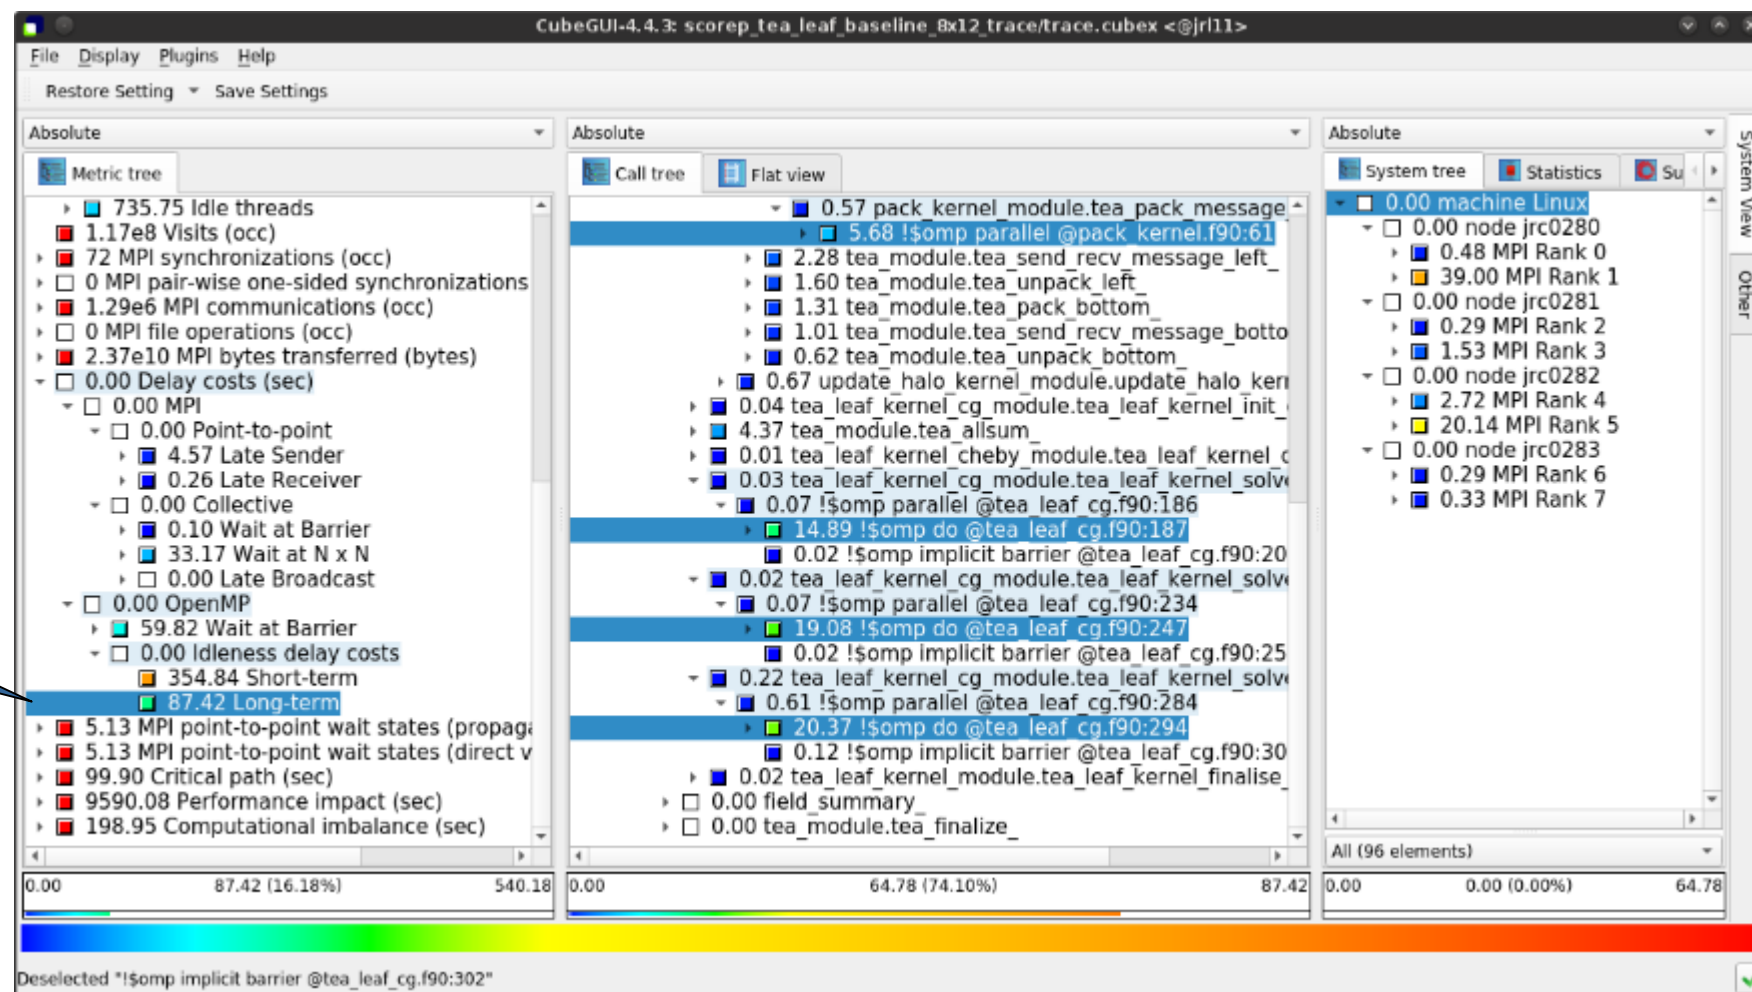 CubeGUI-4.4.3: scorep_tea_leaf_baseline_8x12_trace/trace.cubex <@jrl11>
File Display Plugins Help
Restore Setting Save Settings
Absolute
Metric tree
735.75 Idle threads
1.17e8 Visits (occ)
72 MPI synchronizations (occ)
0 MPI pair-wise one-sided synchronizations
1.29e6 MPI communications (occ)
0 MPI file operations (occ)
2.37e10 MPI bytes transferred (bytes)
0.00 Delay costs (sec)
0.00 MPI
0.00 Point-to-point
4.57 Late Sender
0.26 Late Receiver
0.00 Collective
0.10 Wait at Barrier
33.17 Wait at N x N
0.00 Late Broadcast
0.00 OpenMP
59.82 Wait at Barrier
0.00 Idleness delay costs
354.84 Short-term
87.42 Long-term
5.13 MPI point-to-point wait states (propaga
5.13 MPI point-to-point wait states (direct v
99.90 Critical path (sec)
9590.08 Performance impact (sec)
198.95 Computational imbalance (sec)
0.00 87.42 (16.18%) 540.18
Absolute
Call tree Flat view
0.57 pack_kernel_module.tea_pack_message
5.68 !$omp parallel @pack_kernel.f90:61
2.28 tea_module.tea_send_recv_message_left_
1.60 tea_module.tea_unpack_left_
1.31 tea_module.tea_pack_bottom_
1.01 tea_module.tea_send_recv_message_botto
0.62 tea_module.tea_unpack_bottom_
0.67 update_halo_kernel_module.update_halo_kerr
0.04 tea_leaf_kernel_cg_module.tea_leaf_kernel_init_
4.37 tea_module.tea_allsum_
0.01 tea_leaf_kernel_cheby_module.tea_leaf_kernel_c
0.03 tea_leaf_kernel_cg_module.tea_leaf_kernel_solv
0.07 !$omp parallel @tea_leaf_cg.f90:186
14.89 !$omp do @tea_leaf_cg.f90:187
0.02 !$omp implicit barrier @tea_leaf_cg.f90:20
0.02 tea_leaf_kernel_cg_module.tea_leaf_kernel_solv
0.07 !$omp parallel @tea_leaf_cg.f90:234
19.08 !$omp do @tea_leaf_cg.f90:247
0.02 !$omp implicit barrier @tea_leaf_cg.f90:25
0.22 tea_leaf_kernel_cg_module.tea_leaf_kernel_solv
0.61 !$omp parallel @tea_leaf_cg.f90:284
20.37 !$omp do @tea_leaf_cg.f90:294
0.12 !$omp implicit barrier @tea_leaf_cg.f90:30
0.02 tea_leaf_kernel_module.tea_leaf_kernel_finalise_
0.00 field_summary_
0.00 tea_module.tea_finalize_
0.00 64.78 (74.10%) 87.42
Absolute
System tree Statistics Su
0.00 machine Linux
0.00 node jrc0280
0.48 MPI Rank 0
39.00 MPI Rank 1
0.00 node jrc0281
0.29 MPI Rank 2
1.53 MPI Rank 3
0.00 node jrc0282
2.72 MPI Rank 4
20.14 MPI Rank 5
0.00 node jrc0283
0.29 MPI Rank 6
0.33 MPI Rank 7
All (96 elements)
0.00 0.00 (0.00%) 64.78
System View
Other
Deselected "!$omp implicit barrier @tea_leaf_cg.f90:302"